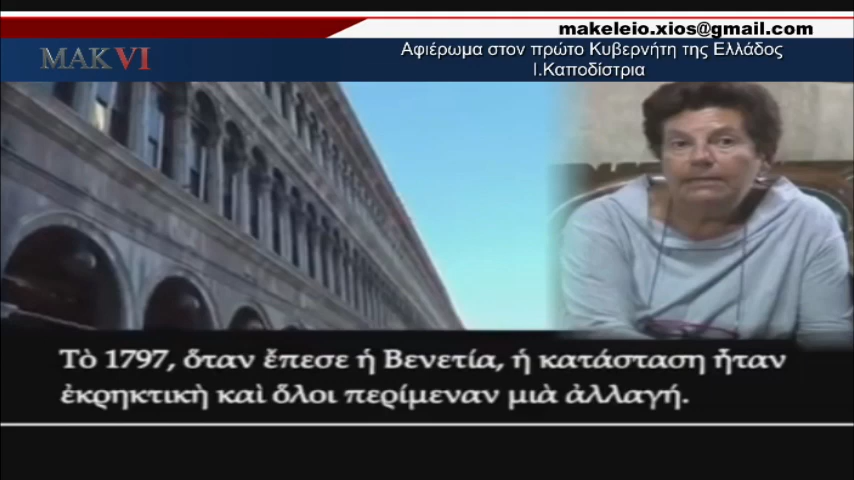 makeleio.xios@gmail.com
MAK VI
Αφιέρωμα στον πρώτο Κυβερνήτη της Ελλάδος
Ι.Καποδίστρια
Τὸ 1797, ὅταν ἔπεσε ἡ Βενετία, ἡ κατάσταση ἦταν
ἐκρηκτικὴ καὶ ὅλοι περίμεναν μιὰ ἀλλαγή.